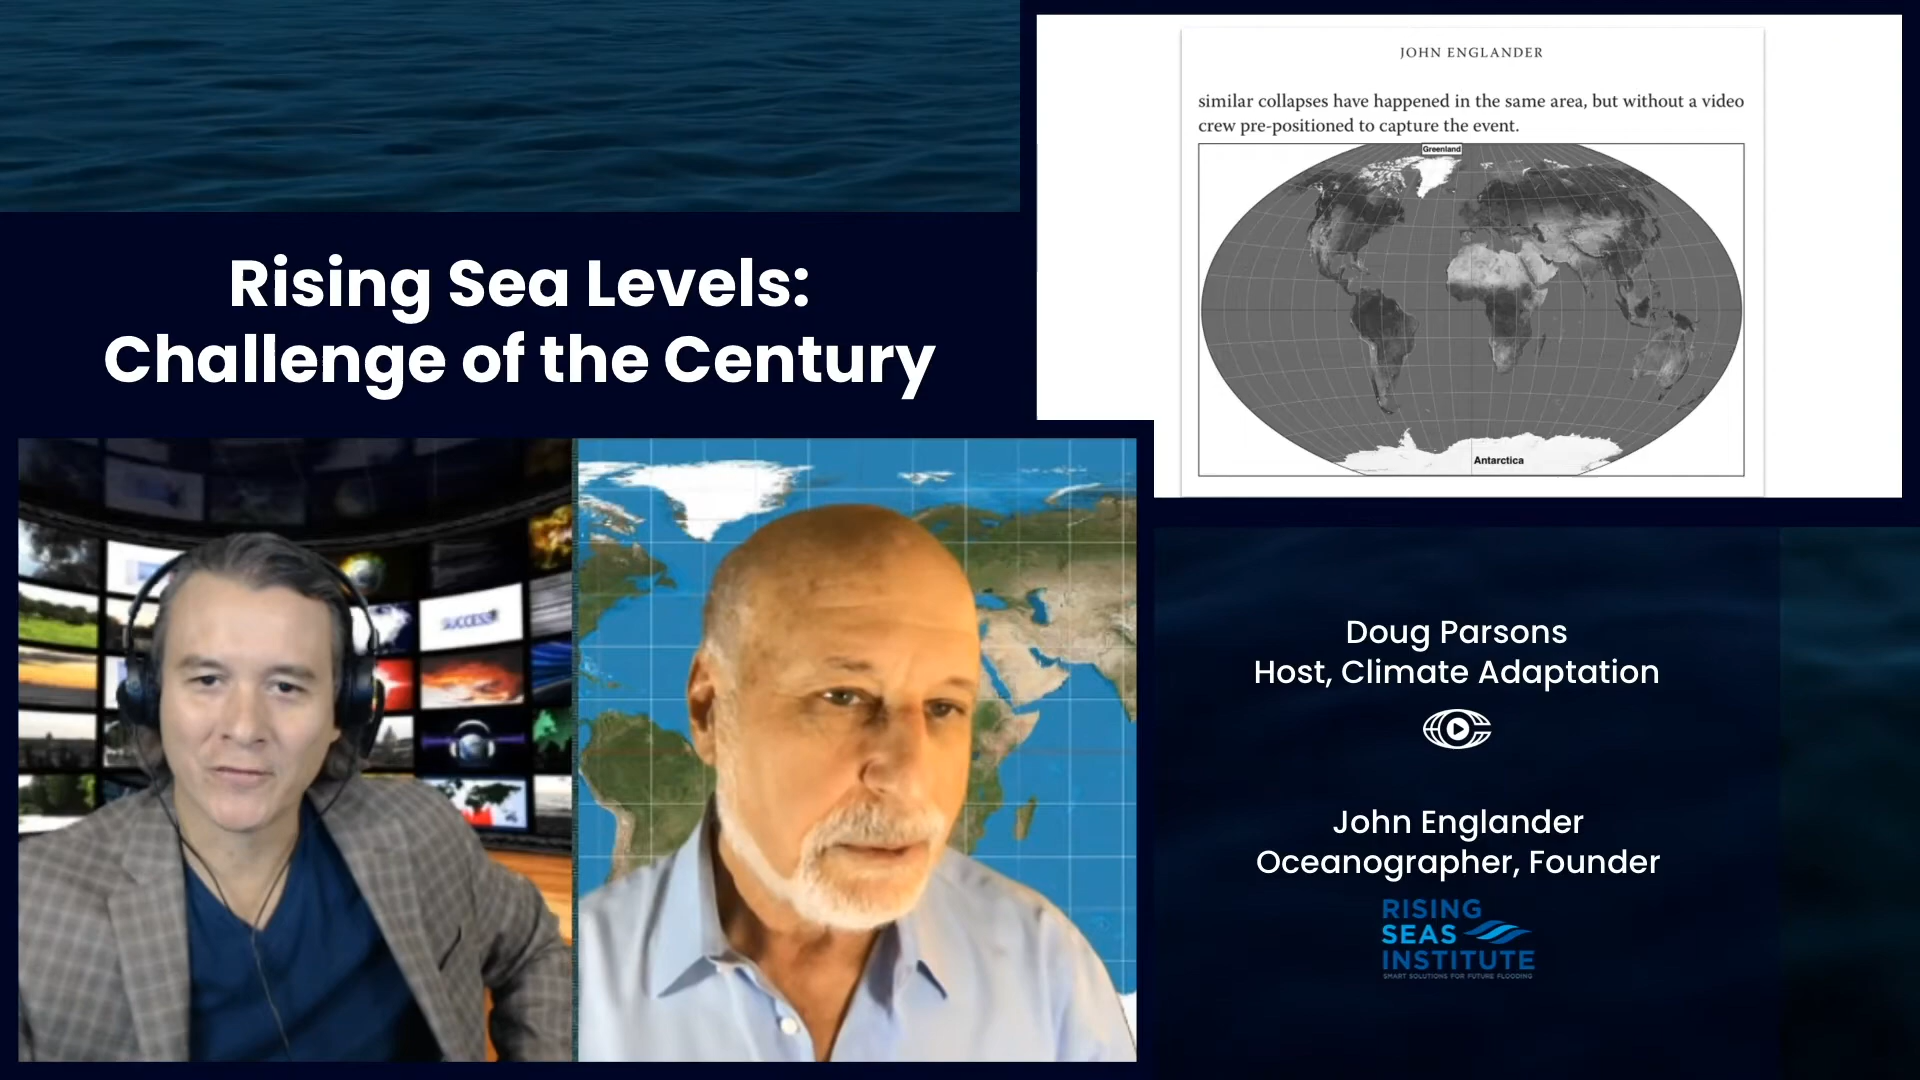 JOHN ENGLANDER
similar collapses have happened in the same area, but without a video
crew pre-positioned to capture the event.
Greenland
Antarctica
Rising Sea Levels:
Challenge of the Century
SUCCESS
Doug Parsons
Host, Climate Adaptation
John Englander
Oceanographer, Founder
RISING
SEAS
INSTITUTE
SMART SOLUTIONS FOR FUTURE FLOODING